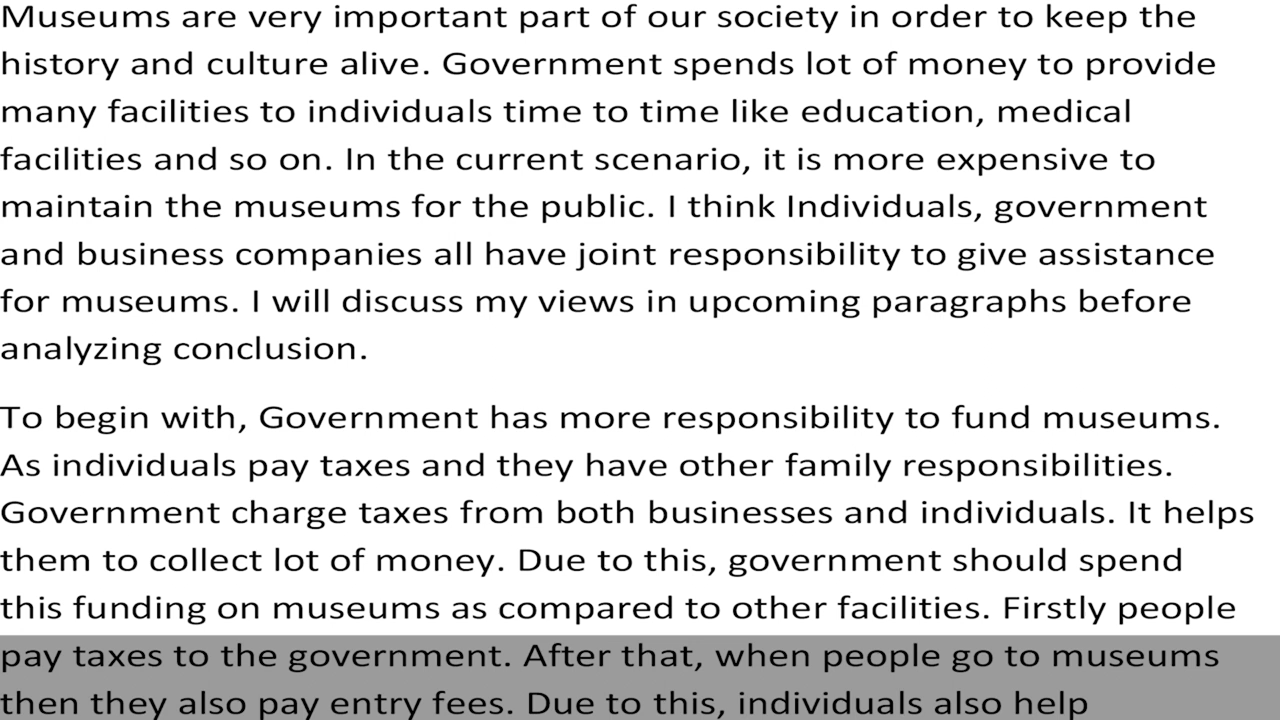 Museums are very important part of our society in order to keep the
history and culture alive. Government spends lot of money to provide
many facilities to individuals time to time like education, medical
facilities and so on. In the current scenario, it is more expensive to
maintain the museums for the public. I think Individuals, government
and business companies all have joint responsibility to give assistance
for museums. I will discuss my views in upcoming paragraphs before
analyzing conclusion.
To begin with, Government has more responsibility to fund museums.
As individuals pay taxes and they have other family responsibilities.
Government charge taxes from both businesses and individuals. It helps
them to collect lot of money. Due to this, government should spend
this funding on museums as compared to other facilities. Firstly people
pay taxes to the government. After that, when people go to museums
then they also pay entry fees. Due to this, individuals also help